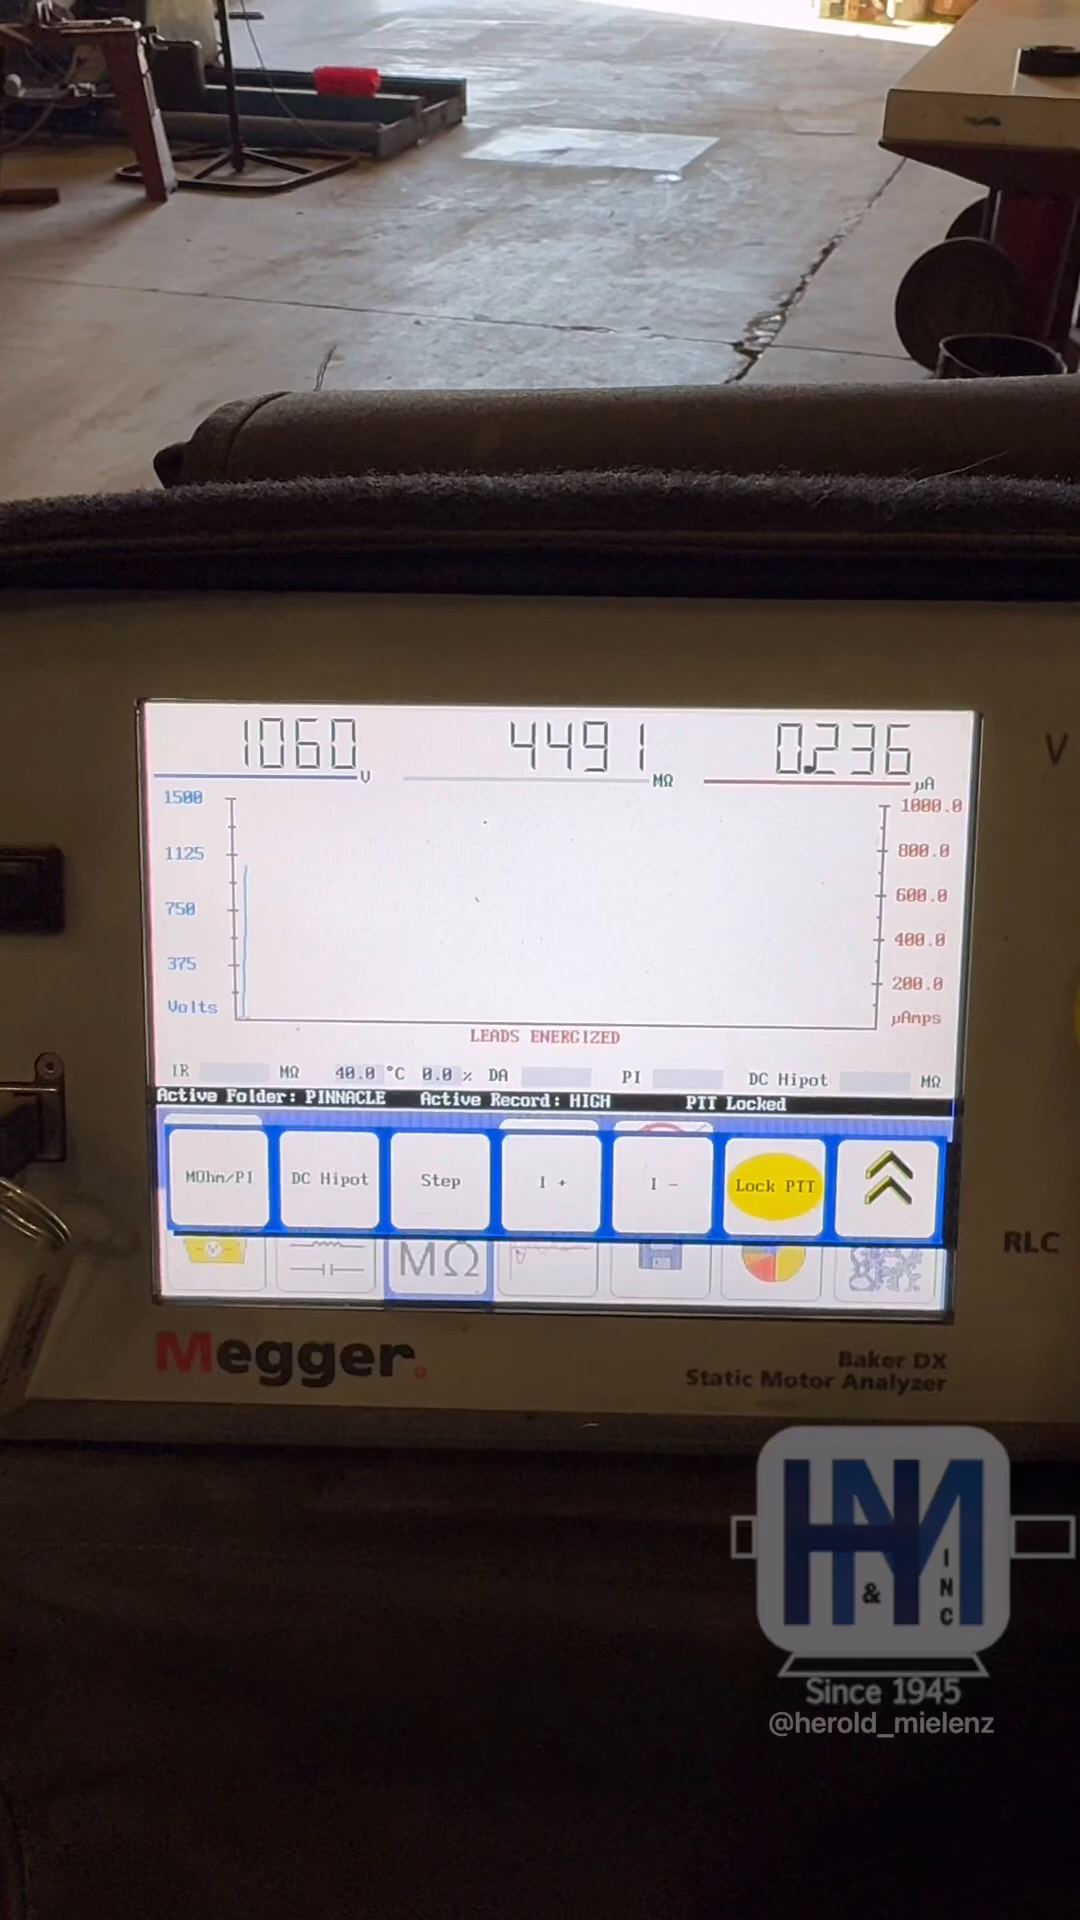 1060 V
4491 MΩ
0.236 µA
1500
1125
750
375
Volts
1000.0
800.0
600.0
400.0
200.0
µAmps
LEADS ENERGIZED
IR MΩ 40.0 °C 0.0 % DA PI DC Hipot MΩ
Active Folder: PINNACLE Active Record: HIGH PTT Locked
MOhm/PI DC Hipot Step I + I - Lock PTT
MΩ
V
RLC
Megger
Baker DX
Static Motor Analyzer
H&M INC
Since 1945
@herold_mielenz